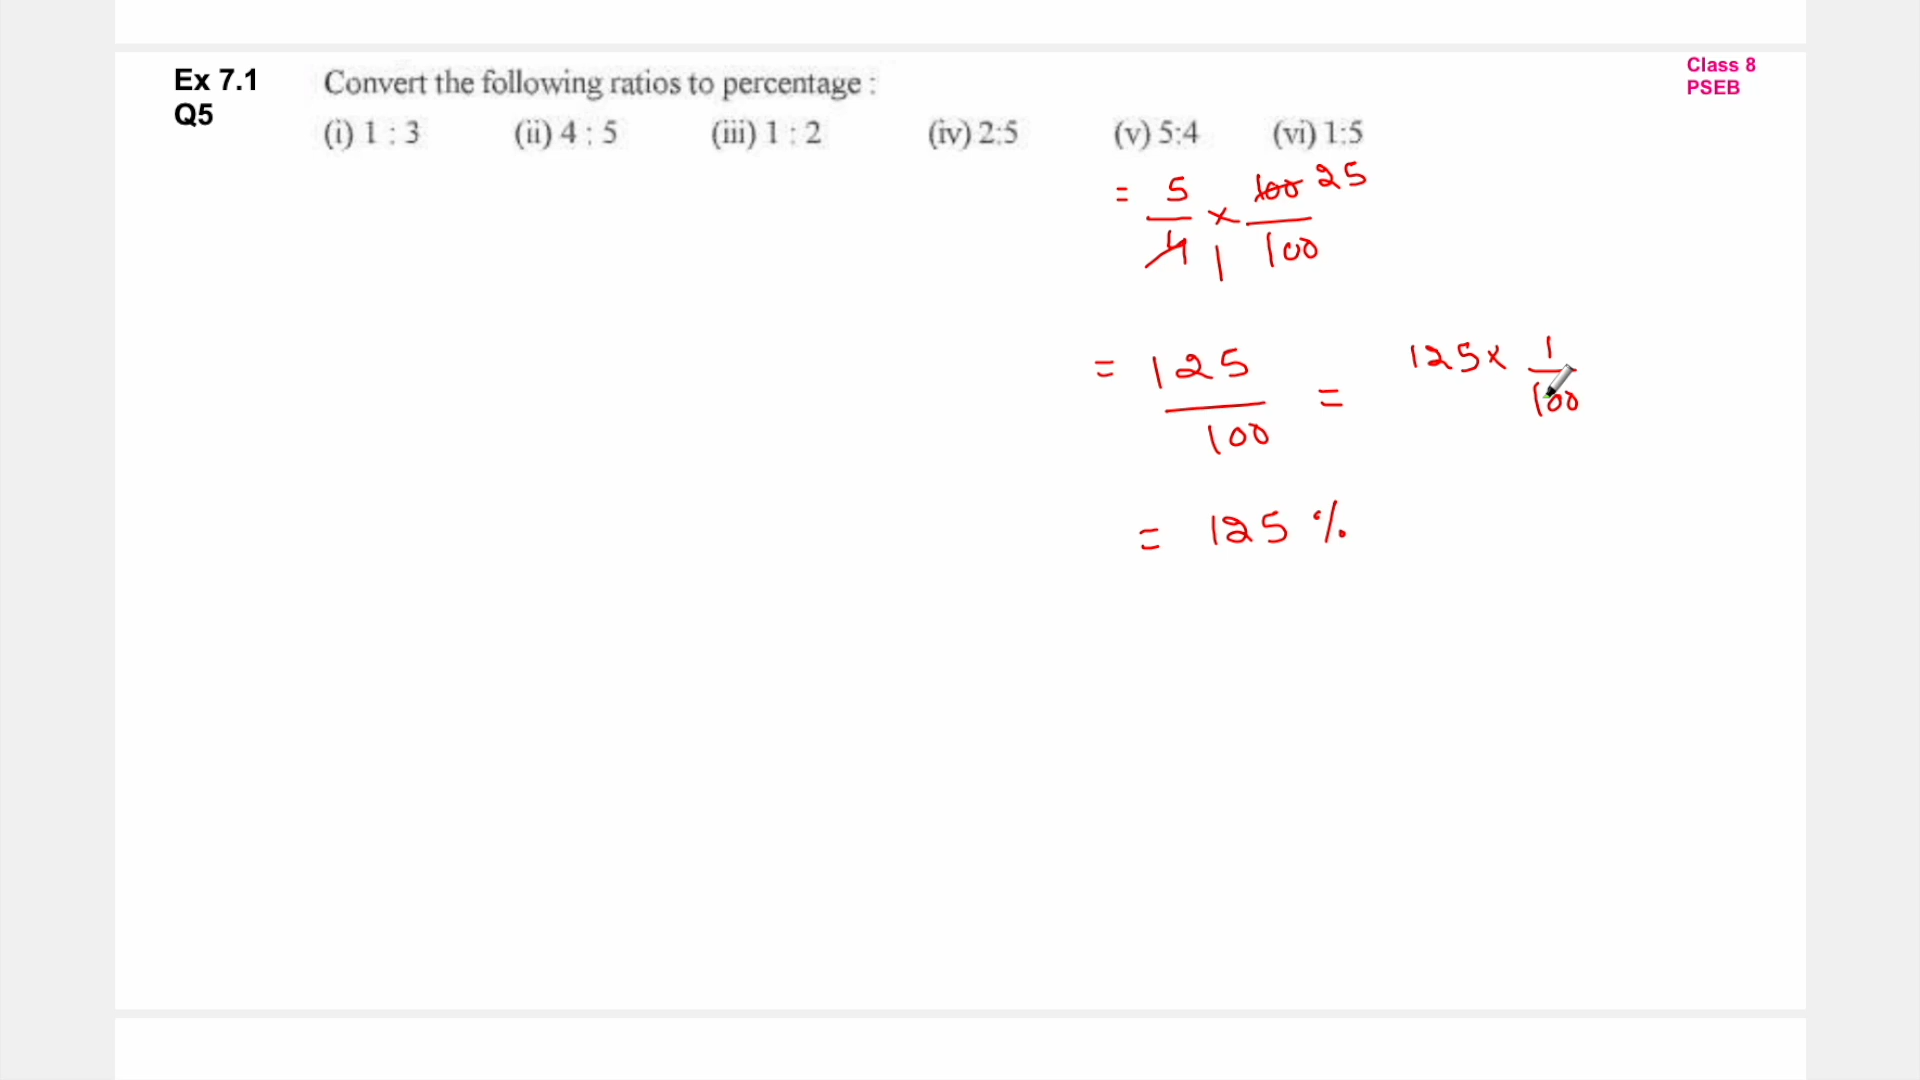 Ex 7.1
Q5
Convert the following ratios to percentage :
(i) 1 : 3 (ii) 4 : 5 (iii) 1 : 2 (iv) 2:5 (v) 5:4 (vi) 1:5
Class 8
PSEB
= 5/4 1 × 100/100 25
= 125/100 = 125 × 1/100
= 125 %